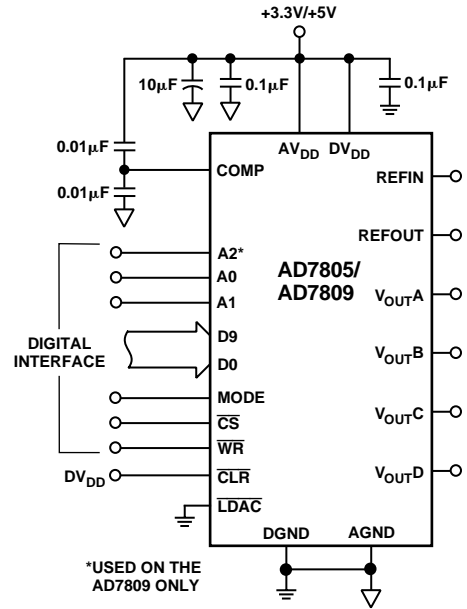 +3.3V/+5V
10μF
0.1μF
0.1μF
0.01μF
0.01μF
AVDD DVDD
COMP
REFIN
REFOUT
A2*
A0
A1
AD7805/
AD7809
VOUTA
DIGITAL
INTERFACE
D9
D0
VOUTB
MODE
CS
WR
VOUTC
DVDD
CLR
VOUTD
LDAC
DGND AGND
*USED ON THE
AD7809 ONLY